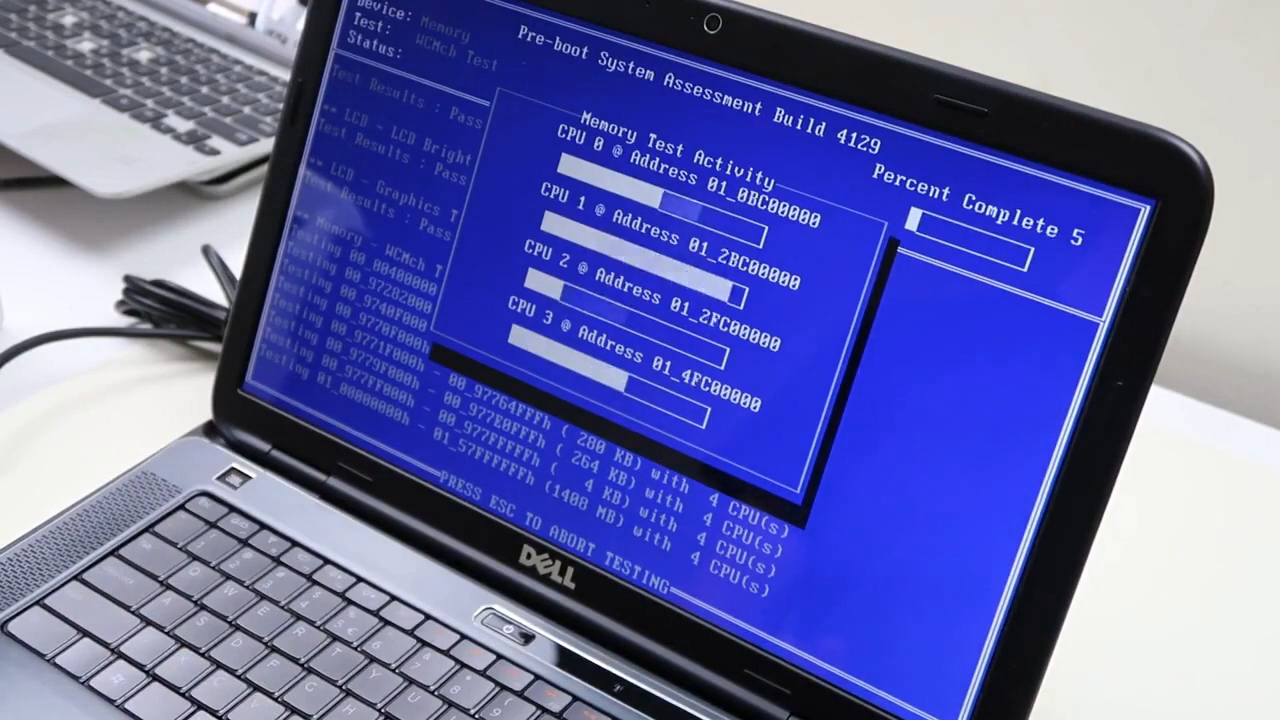 Device: Memory
Test: WCMch Test
Status:
Pre-boot System Assessment Build 4129
Percent Complete 5
Test Results : Pass
** LCD - LCD Bright
Test Results : Pass
** LCD - Graphics T
Test Results : Pass
** Memory - WCMch T
Testing 00_00400000
Testing 00_97282000
Testing 00_9740F000
Testing 00_9770F000h
Testing 00_9771F000h - 00_97764FFFh ( 280 KB) with 4 CPU(s)
Testing 00_9779F000h - 00_977E0FFFh ( 264 KB) with 4 CPU(s)
Testing 00_977FF000h - 00_977FFFFFh ( 4 KB) with 4 CPU(s)
Testing 01_00000000h - 01_57FFFFFFh (1408 MB) with 4 CPU(s)
Memory Test Activity
CPU 0 @ Address 01_0BC00000
CPU 1 @ Address 01_2BC00000
CPU 2 @ Address 01_2FC00000
CPU 3 @ Address 01_4FC00000
PRESS ESC TO ABORT TESTING
DELL
Q W E R T Y U
A S D F G H